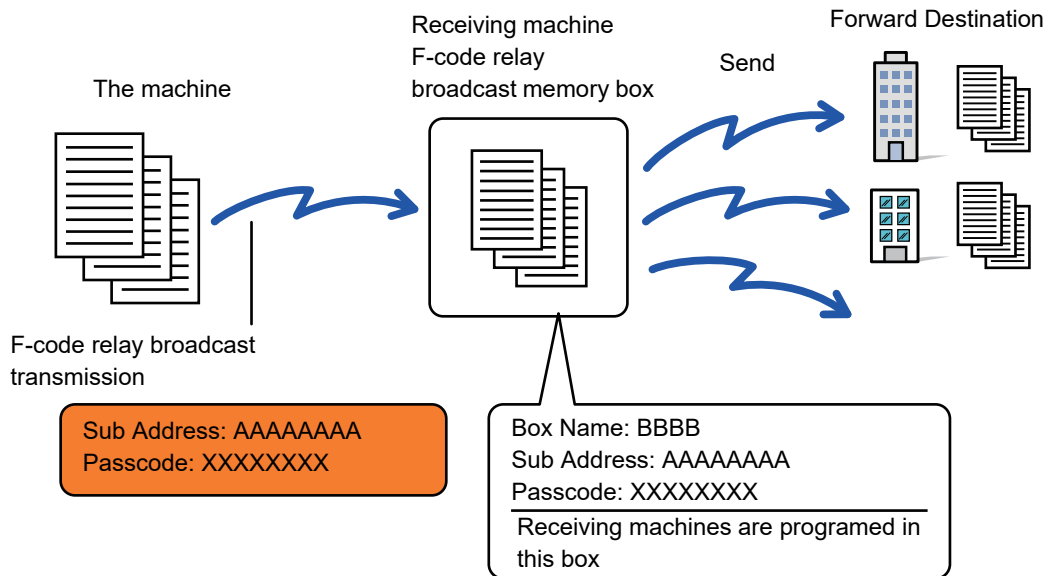 The machine
Receiving machine
F-code relay
broadcast memory box
Send
Forward Destination
F-code relay broadcast
transmission
Sub Address: AAAAAAAA
Passcode: XXXXXXXX
Box Name: BBBB
Sub Address: AAAAAAAA
Passcode: XXXXXXXX
Receiving machines are programed in
this box